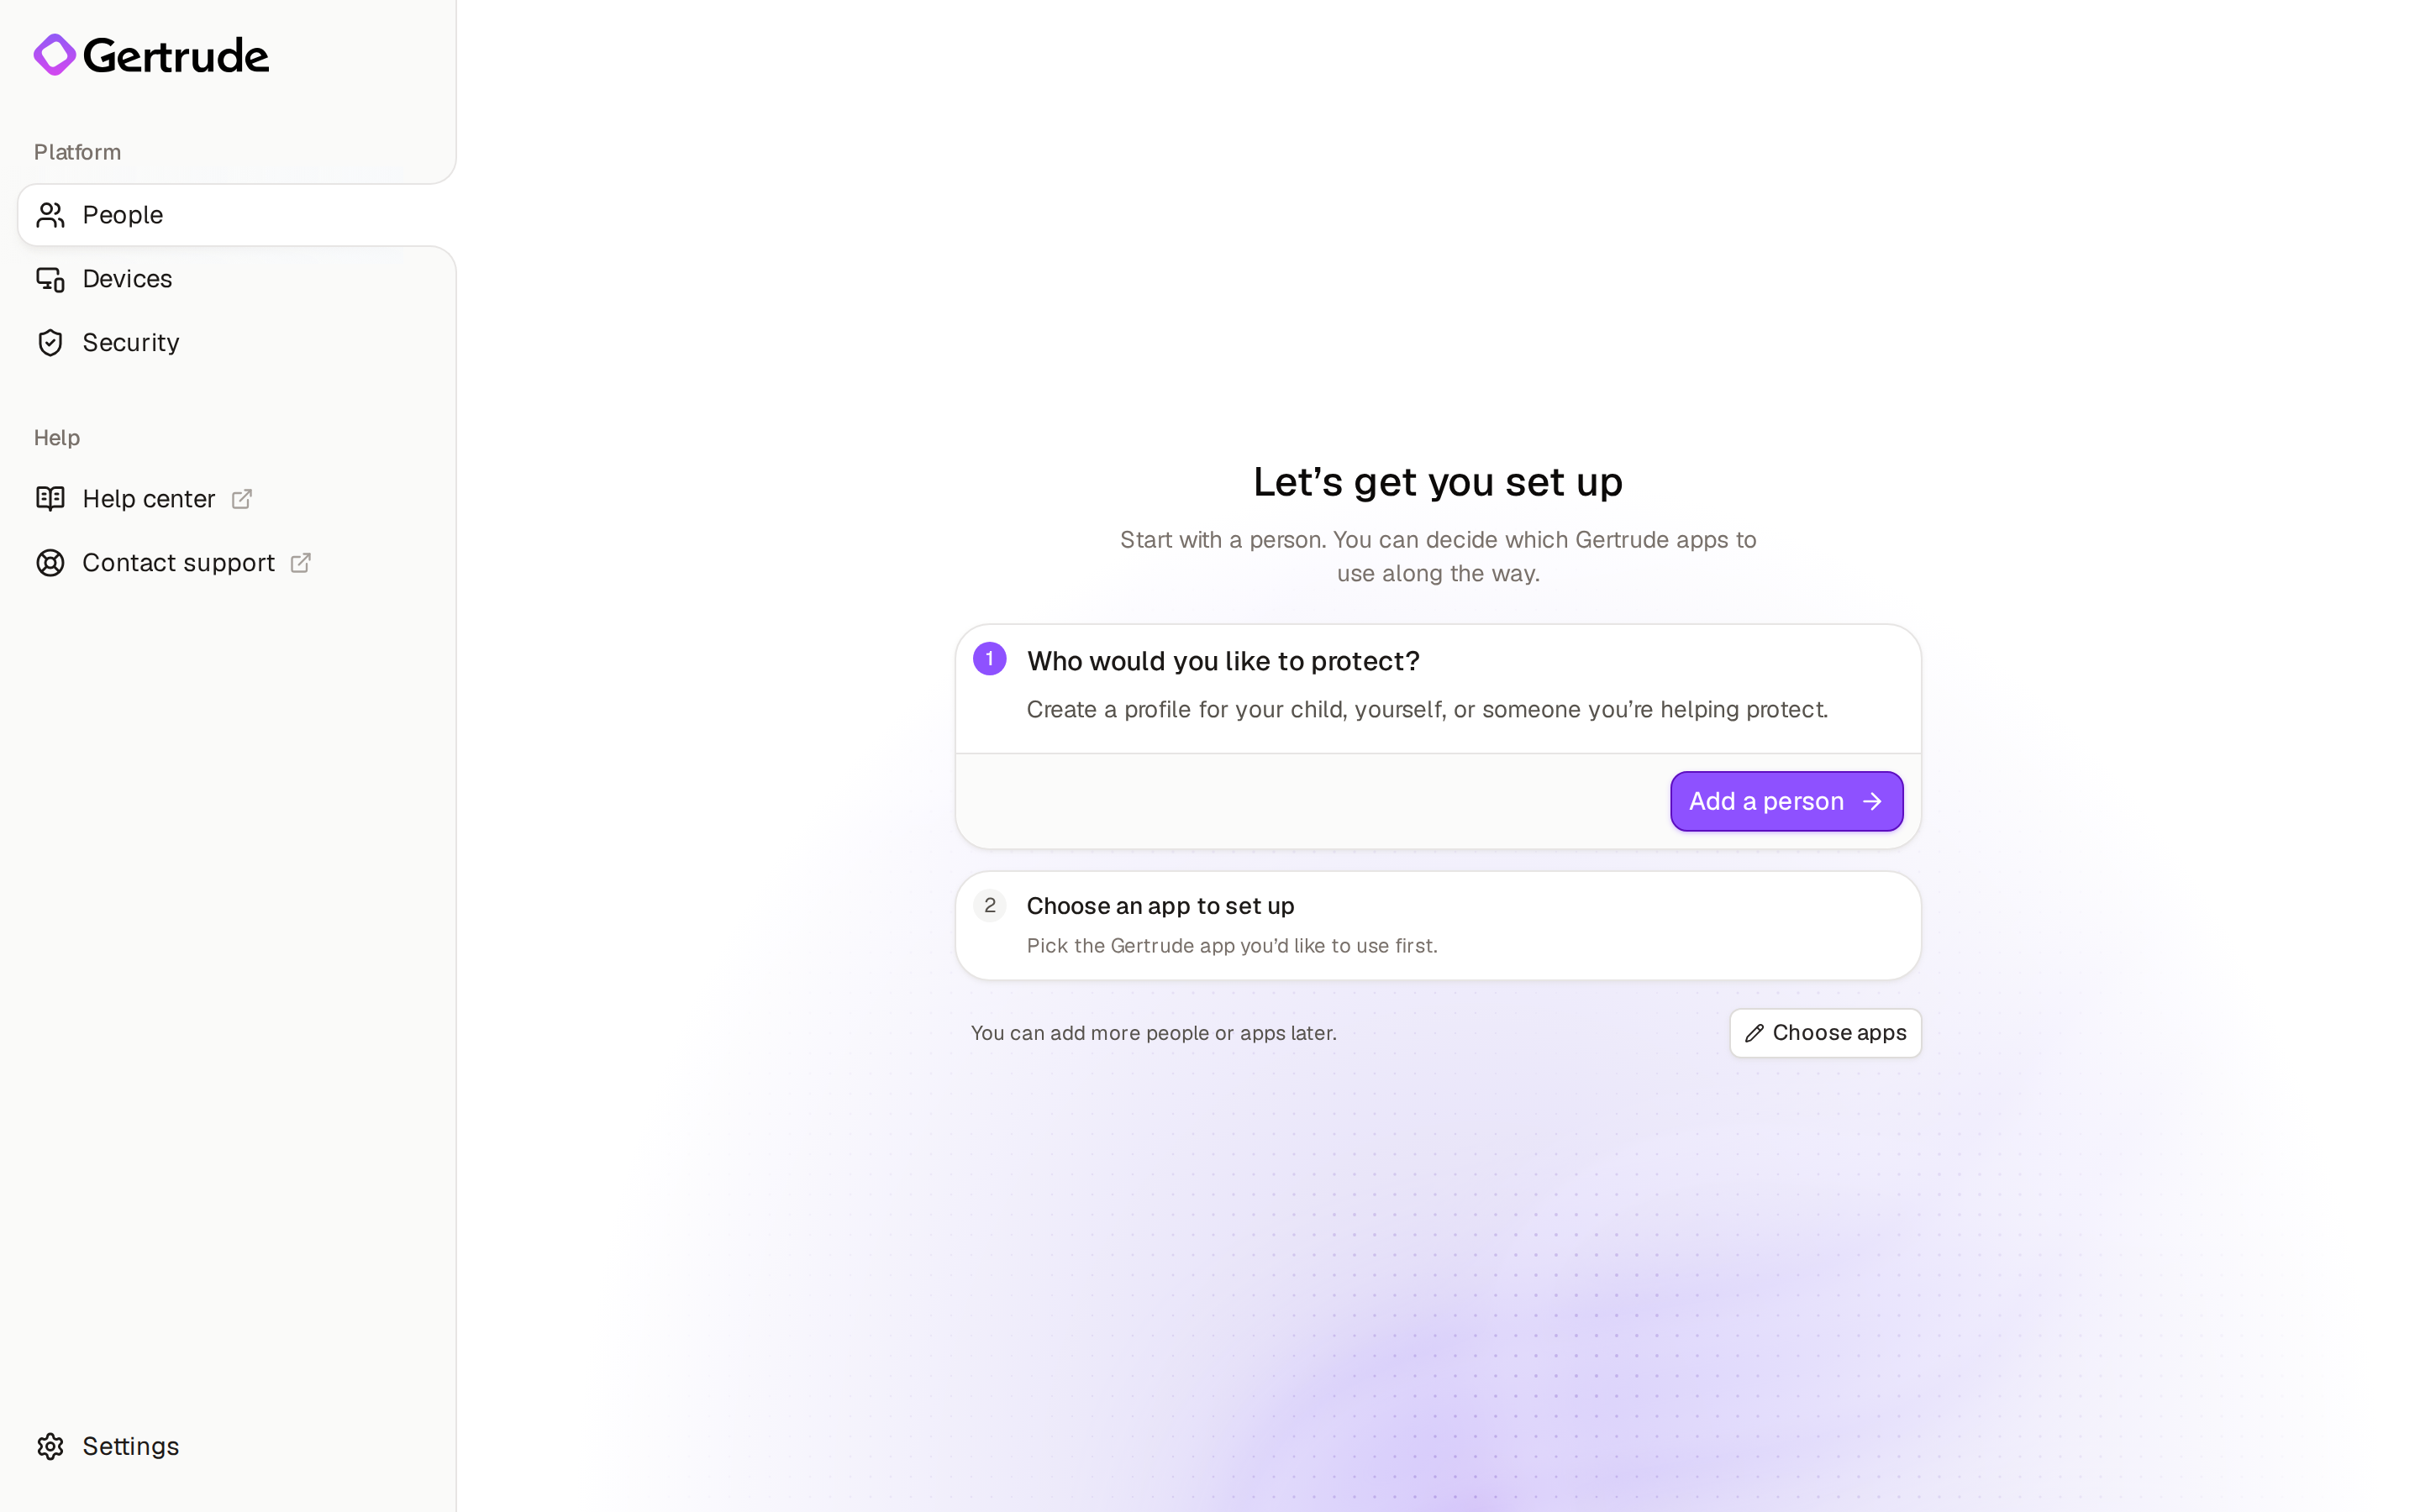 Gertrude
Platform
People
Devices
Security
Help
Help center
Contact support
Settings
Let’s get you set up
Start with a person. You can decide which Gertrude apps to
use along the way.
1
Who would you like to protect?
Create a profile for your child, yourself, or someone you’re helping protect.
Add a person
2
Choose an app to set up
Pick the Gertrude app you’d like to use first.
You can add more people or apps later.
Choose apps